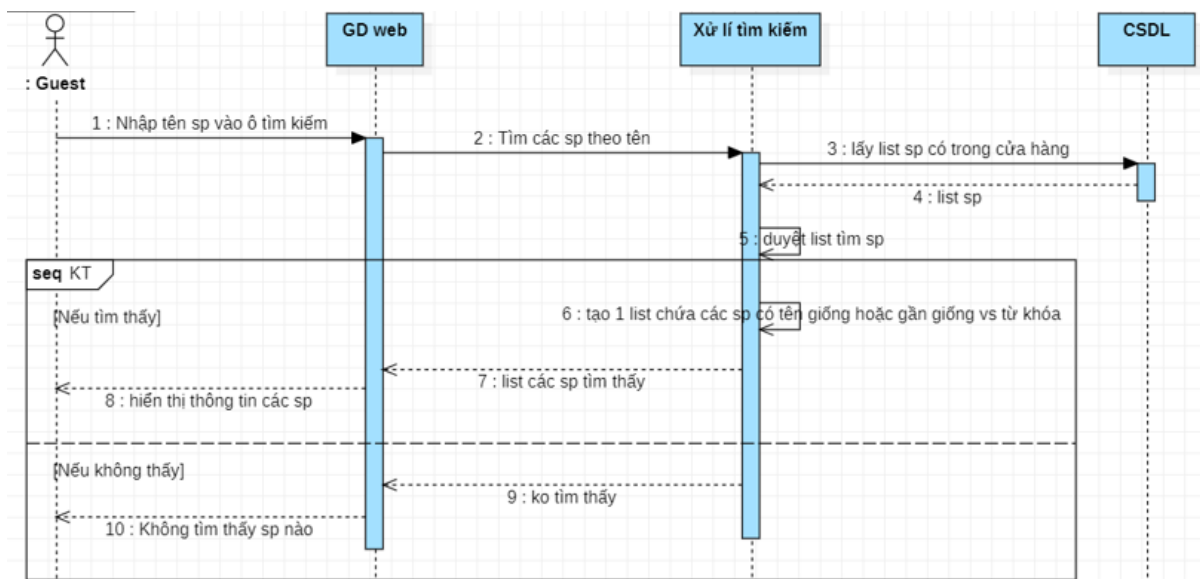 GD web
Xử lí tìm kiếm
CSDL
: Guest
1 : Nhập tên sp vào ô tìm kiếm
2 : Tìm các sp theo tên
3 : lấy list sp có trong cửa hàng
4 : list sp
5 : duyệt list tìm sp
seq KT
[Nếu tìm thấy]
6 : tạo 1 list chứa các sp có tên giống hoặc gần giống vs từ khóa
7 : list các sp tìm thấy
8 : hiển thị thông tin các sp
[Nếu không thấy]
9 : ko tìm thấy
10 : Không tìm thấy sp nào